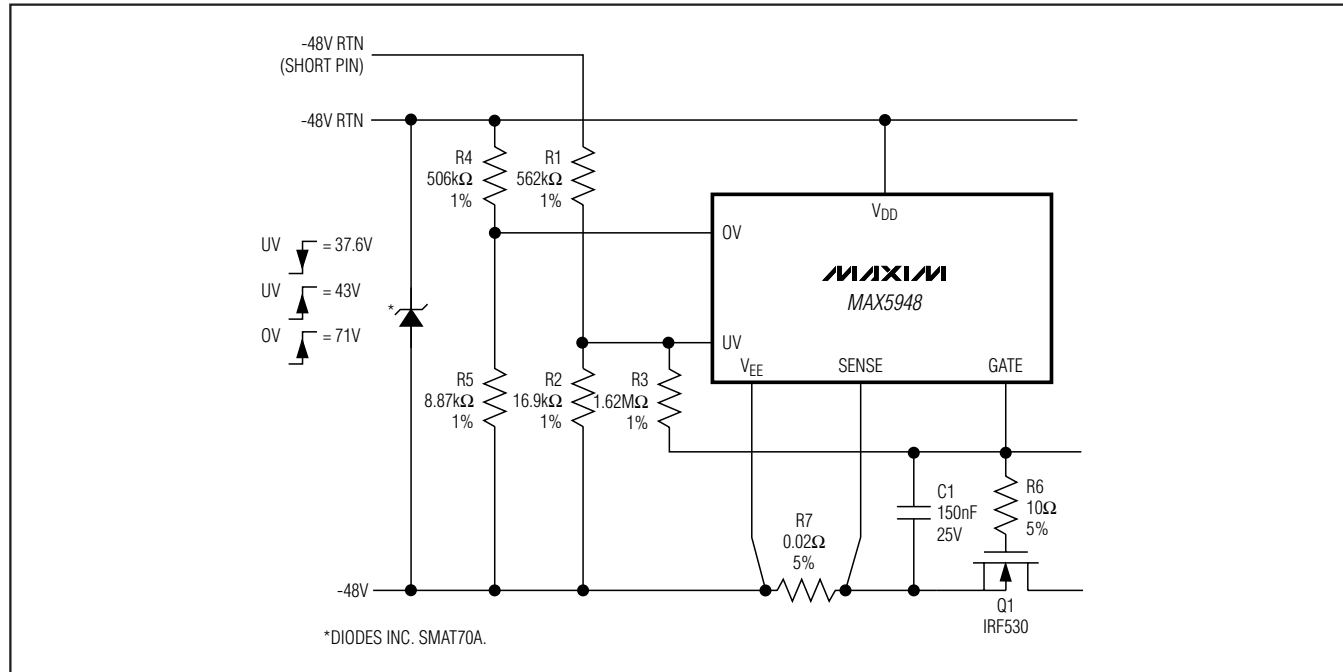 -48V RTN
(SHORT PIN)
-48V RTN
R4
506kΩ
1%
R1
562kΩ
1%
VDD
OV
UV = 37.6V
UV = 43V
OV = 71V
*
MAXIM
MAX5948
UV
VEE
SENSE
GATE
R5
8.87kΩ
1%
R2
16.9kΩ
1%
R3
1.62MΩ
1%
C1
150nF
25V
R6
10Ω
5%
R7
0.02Ω
5%
-48V
Q1
IRF530
*DIODES INC. SMAT70A.